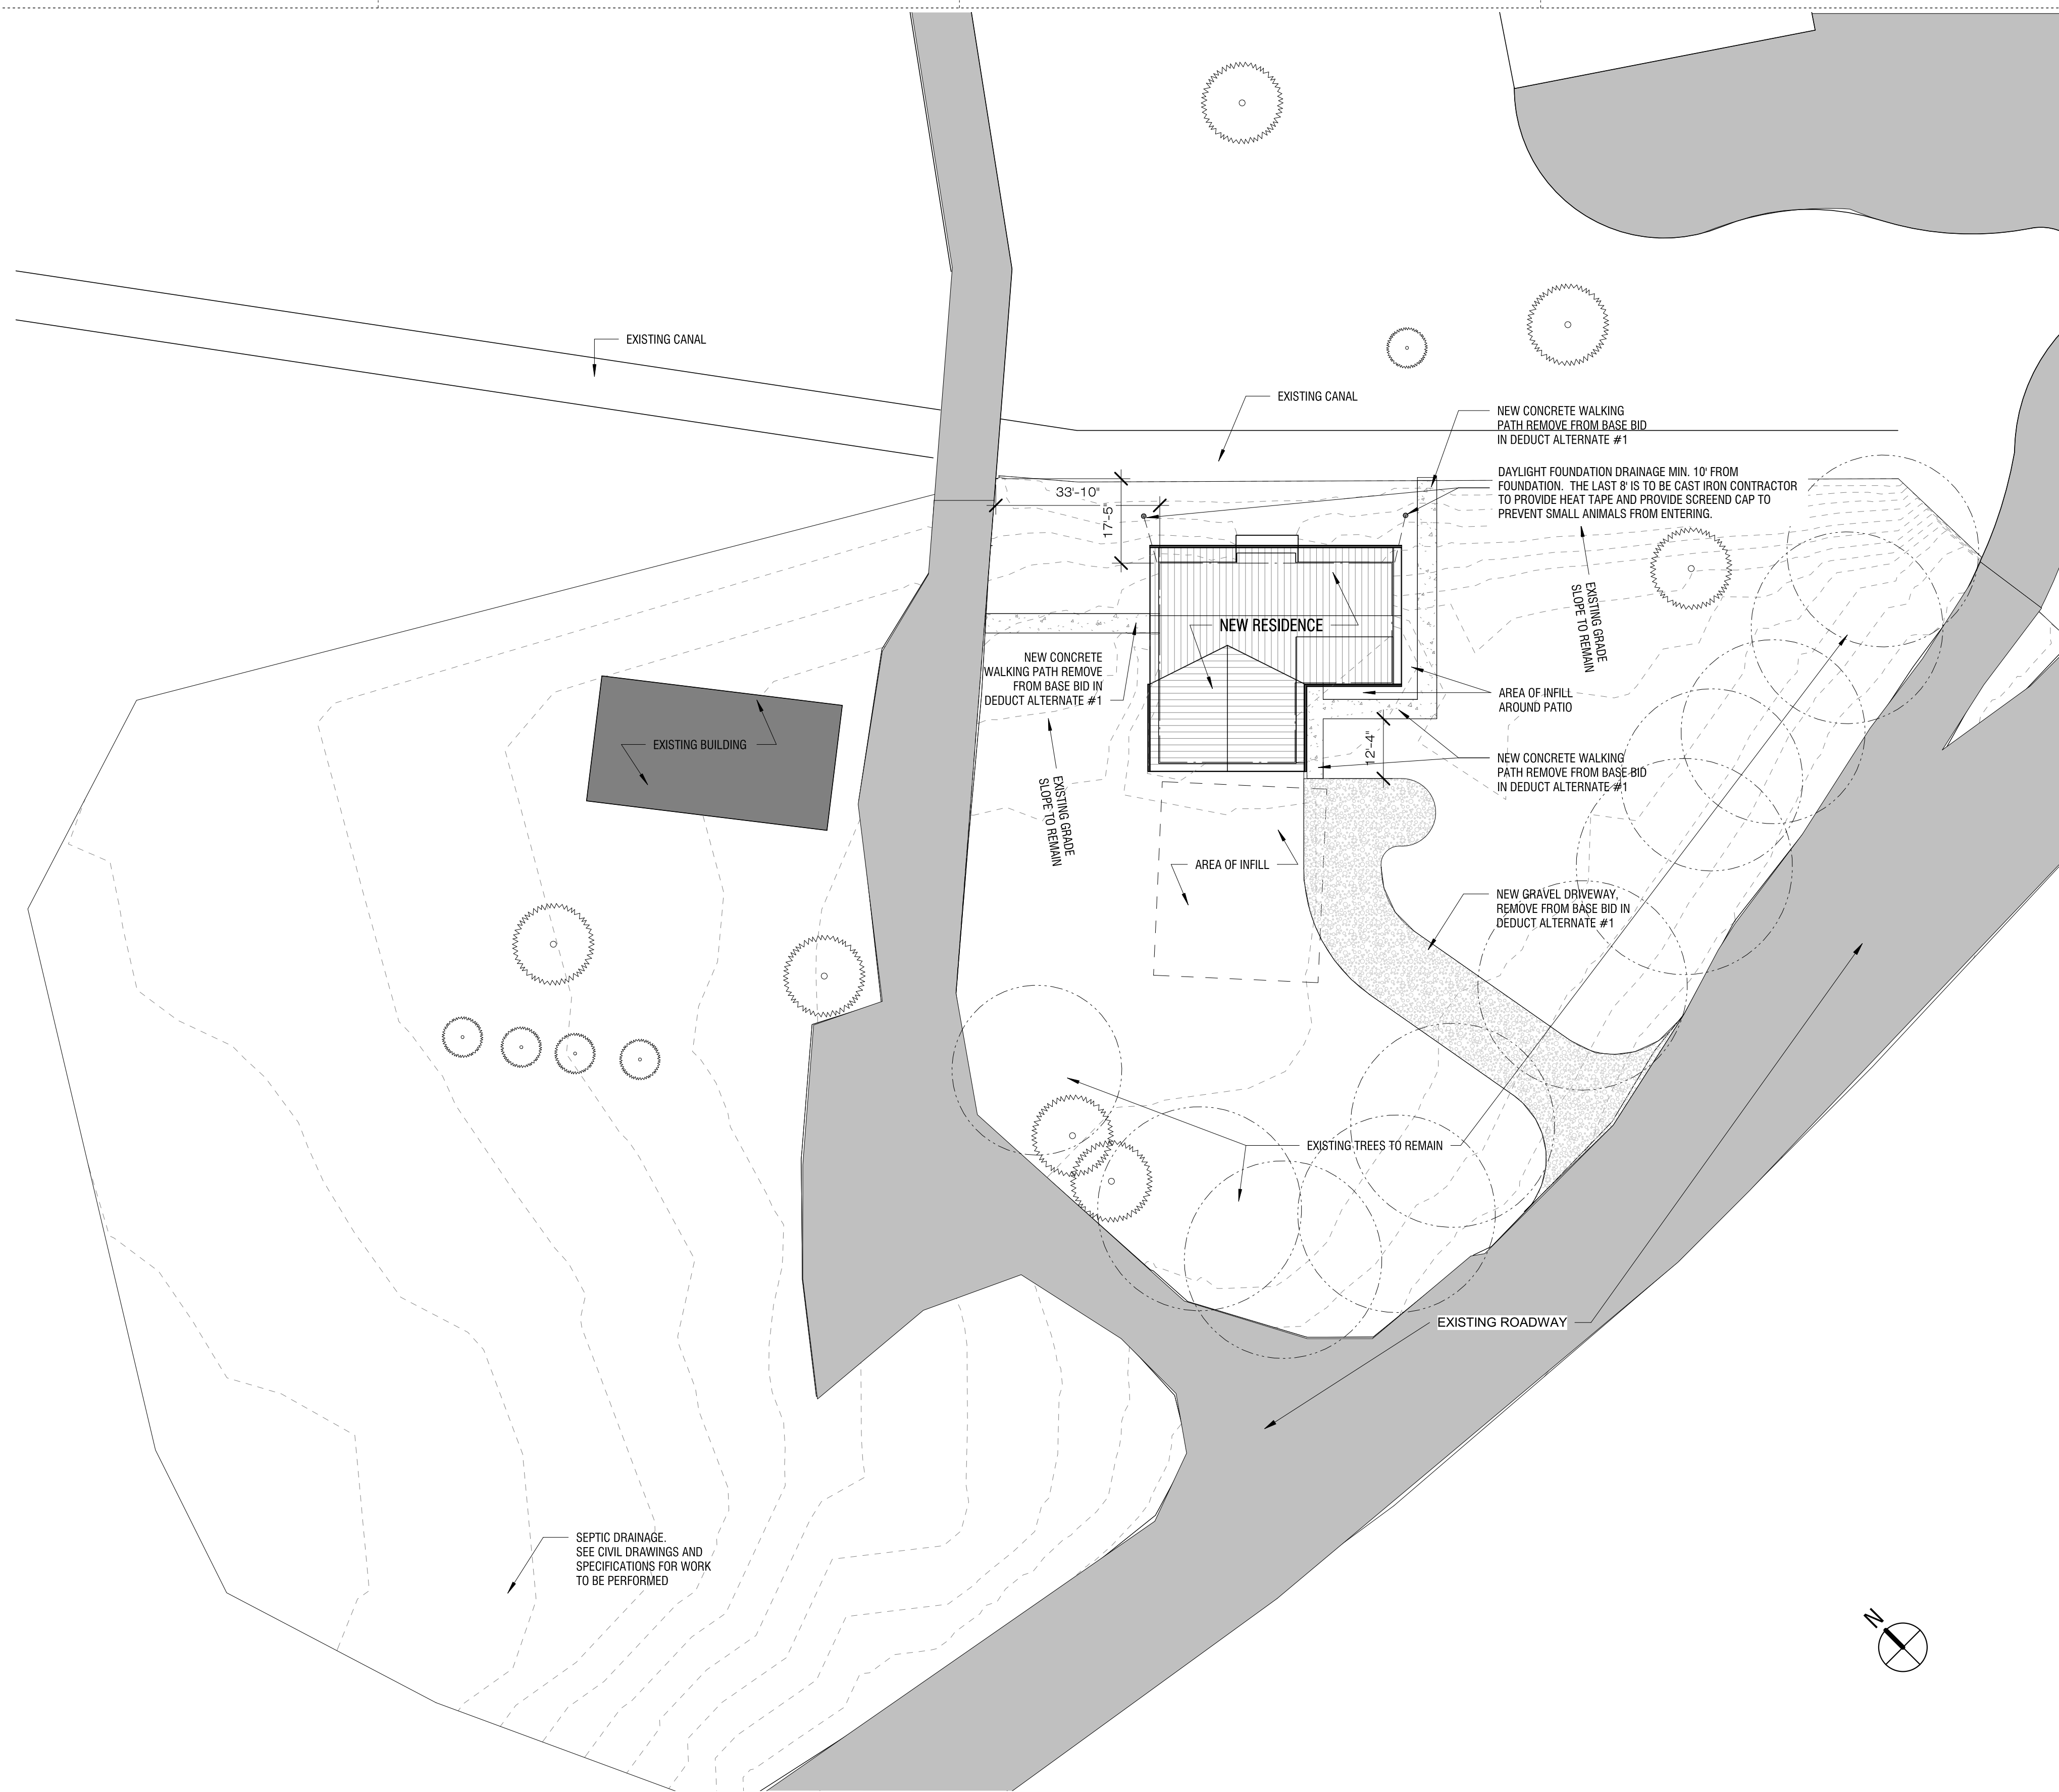 EXISTING CANAL
EXISTING CANAL
NEW CONCRETE WALKING
PATH REMOVE FROM BASE BID
IN DEDUCT ALTERNATE #1
DAYLIGHT FOUNDATION DRAINAGE MIN. 10' FROM
FOUNDATION. THE LAST 8' IS TO BE CAST IRON CONTRACTOR
TO PROVIDE HEAT TAPE AND PROVIDE SCREEND CAP TO
PREVENT SMALL ANIMALS FROM ENTERING.
33'-10"
17'-5"
EXISTING GRADE
SLOPE TO REMAIN
NEW RESIDENCE
NEW CONCRETE
WALKING PATH REMOVE
FROM BASE BID IN
DEDUCT ALTERNATE #1
AREA OF INFILL
AROUND PATIO
EXISTING BUILDING
12'-4"
NEW CONCRETE WALKING
PATH REMOVE FROM BASE BID
IN DEDUCT ALTERNATE #1
EXISTING GRADE
SLOPE TO REMAIN
AREA OF INFILL
NEW GRAVEL DRIVEWAY,
REMOVE FROM BASE BID IN
DEDUCT ALTERNATE #1
EXISTING TREES TO REMAIN
EXISTING ROADWAY
SEPTIC DRAINAGE.
SEE CIVIL DRAWINGS AND
SPECIFICATIONS FOR WORK
TO BE PERFORMED
N